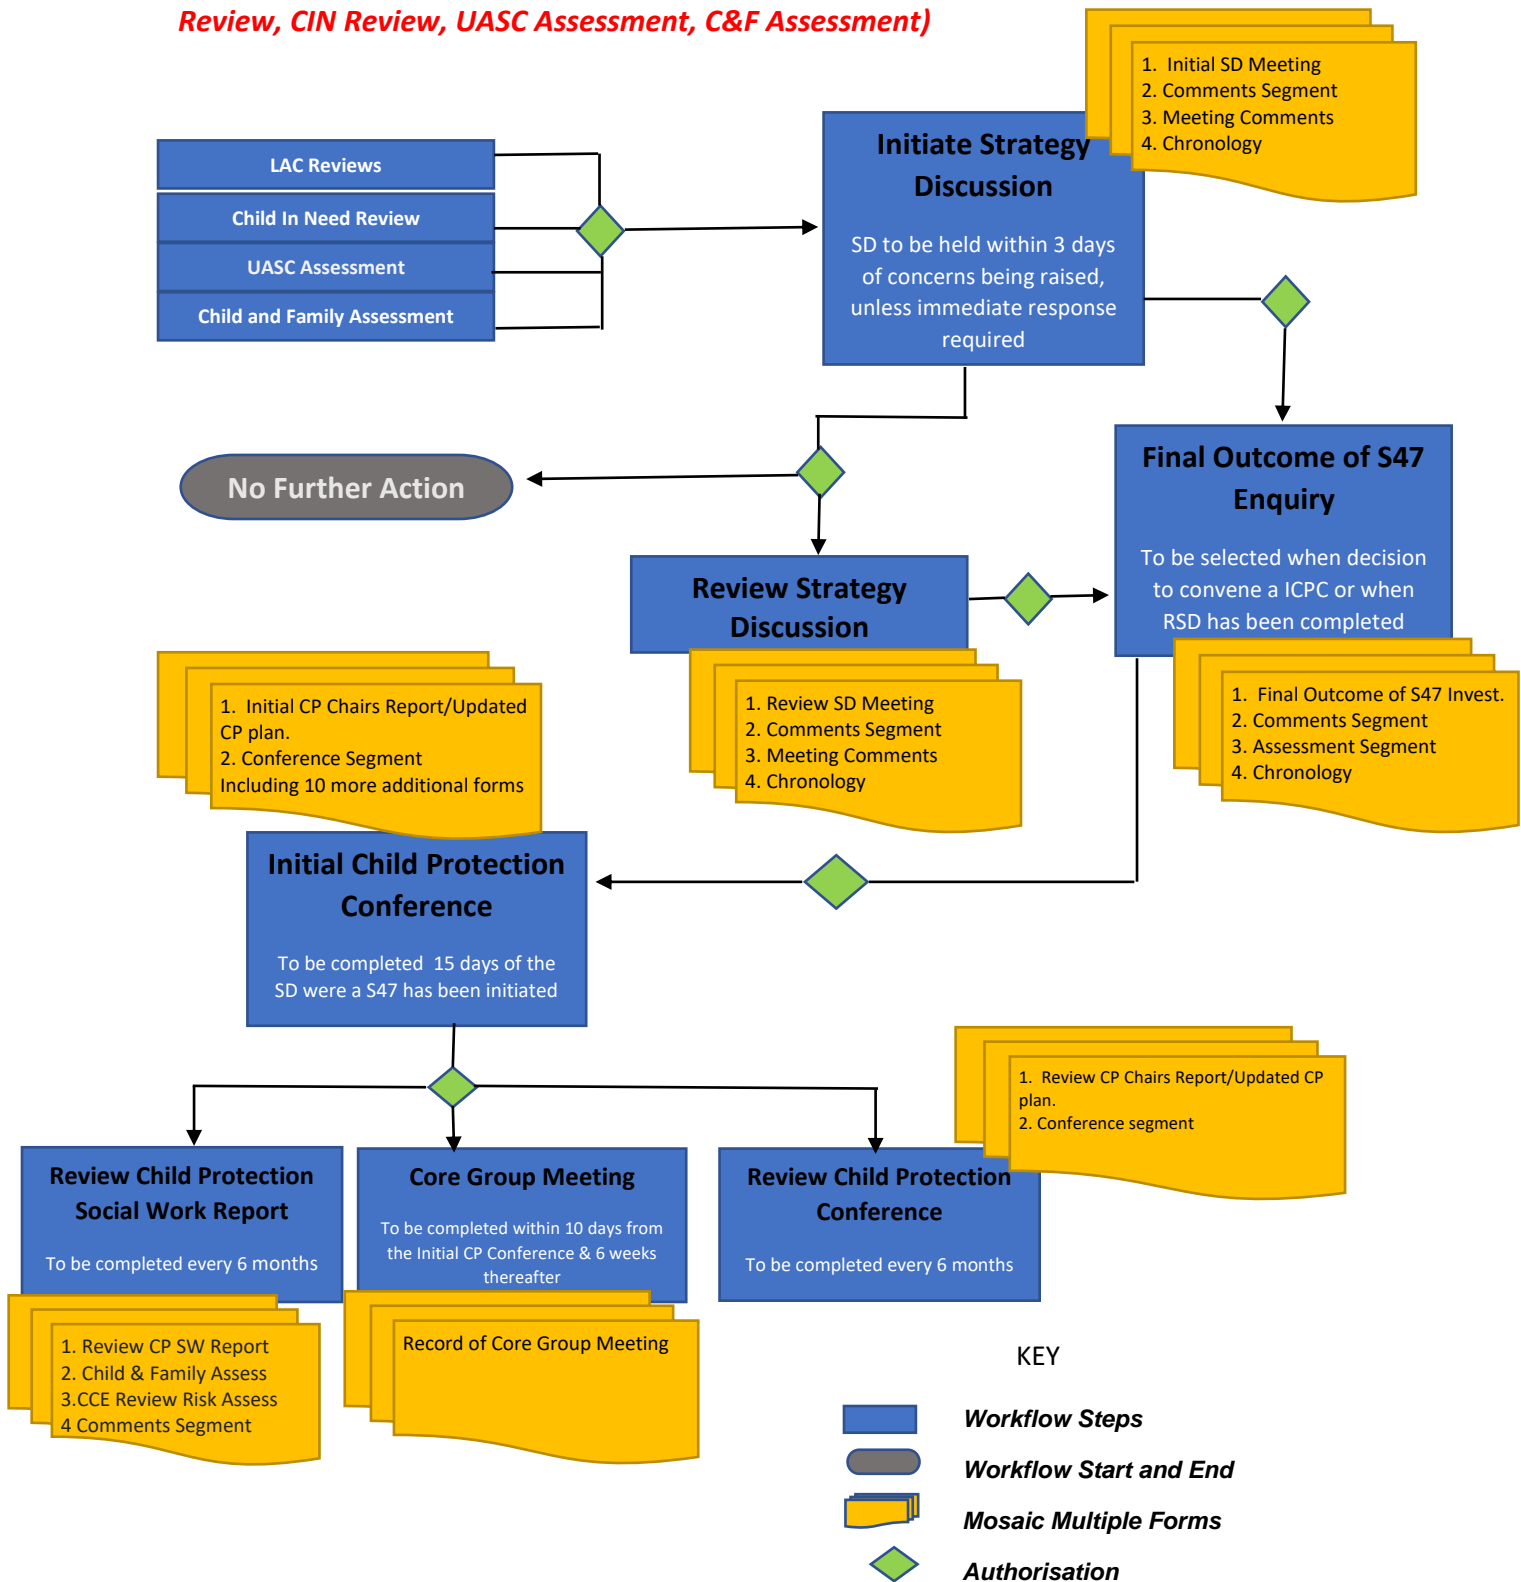 Review, CIN Review, UASC Assessment, C&F Assessment)
1. Initial SD Meeting
2. Comments Segment
3. Meeting Comments
4. Chronology
LAC Reviews
Child In Need Review
UASC Assessment
Child and Family Assessment
Initiate Strategy
Discussion
SD to be held within 3 days
of concerns being raised,
unless immediate response
required
No Further Action
Final Outcome of S47
Enquiry
To be selected when decision
to convene a ICPC or when
RSD has been completed
Review Strategy
Discussion
1. Initial CP Chairs Report/Updated
CP plan.
2. Conference Segment
Including 10 more additional forms
1. Review SD Meeting
2. Comments Segment
3. Meeting Comments
4. Chronology
1. Final Outcome of S47 Invest.
2. Comments Segment
3. Assessment Segment
4. Chronology
Initial Child Protection
Conference
To be completed 15 days of the
SD were a S47 has been initiated
1. Review CP Chairs Report/Updated CP
plan.
2. Conference segment
Review Child Protection
Social Work Report
To be completed every 6 months
Core Group Meeting
To be completed within 10 days from
the Initial CP Conference & 6 weeks
thereafter
Review Child Protection
Conference
To be completed every 6 months
1. Review CP SW Report
2. Child & Family Assess
3.CCE Review Risk Assess
4 Comments Segment
Record of Core Group Meeting
KEY
Workflow Steps
Workflow Start and End
Mosaic Multiple Forms
Authorisation